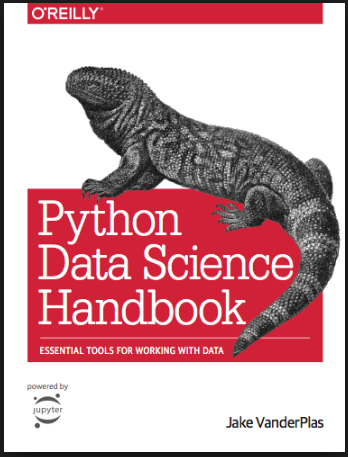 O'REILLY®
Python
Data Science
Handbook
ESSENTIAL TOOLS FOR WORKING WITH DATA
powered by
jupyter
Jake VanderPlas